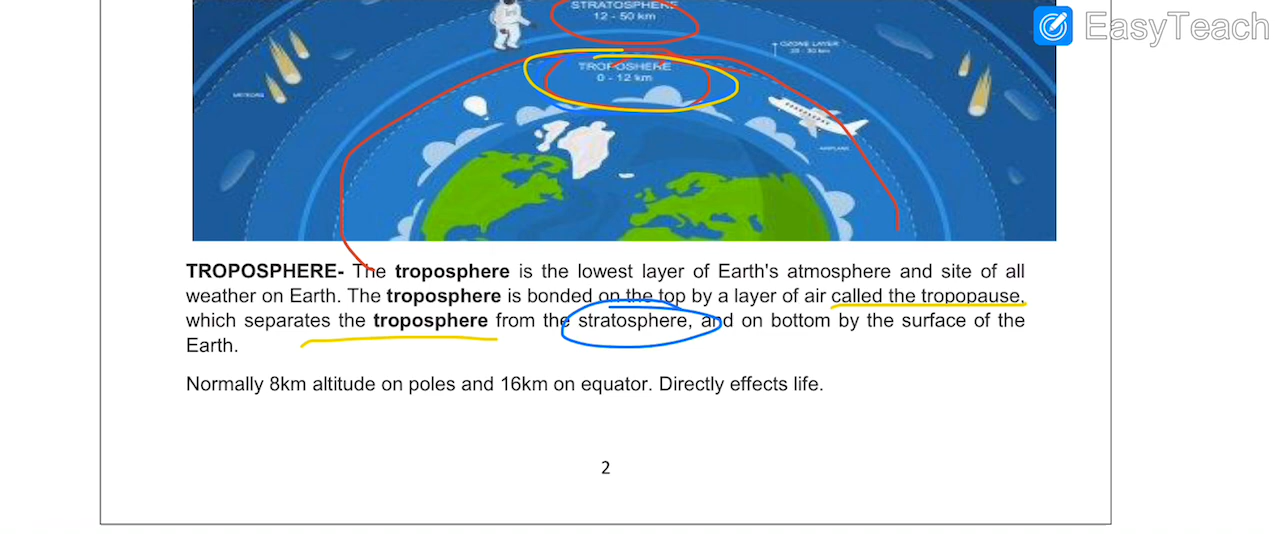 STRATOSPHERE
12 - 50 km
EasyTeach
OZONE LAYER
TROPOSHERE
0 - 12 km
METEORS
AIRPLANE
TROPOSPHERE- The troposphere is the lowest layer of Earth's atmosphere and site of all
weather on Earth. The troposphere is bonded on the top by a layer of air called the tropopause,
which separates the troposphere from the stratosphere, and on bottom by the surface of the
Earth.
Normally 8km altitude on poles and 16km on equator. Directly effects life.
2